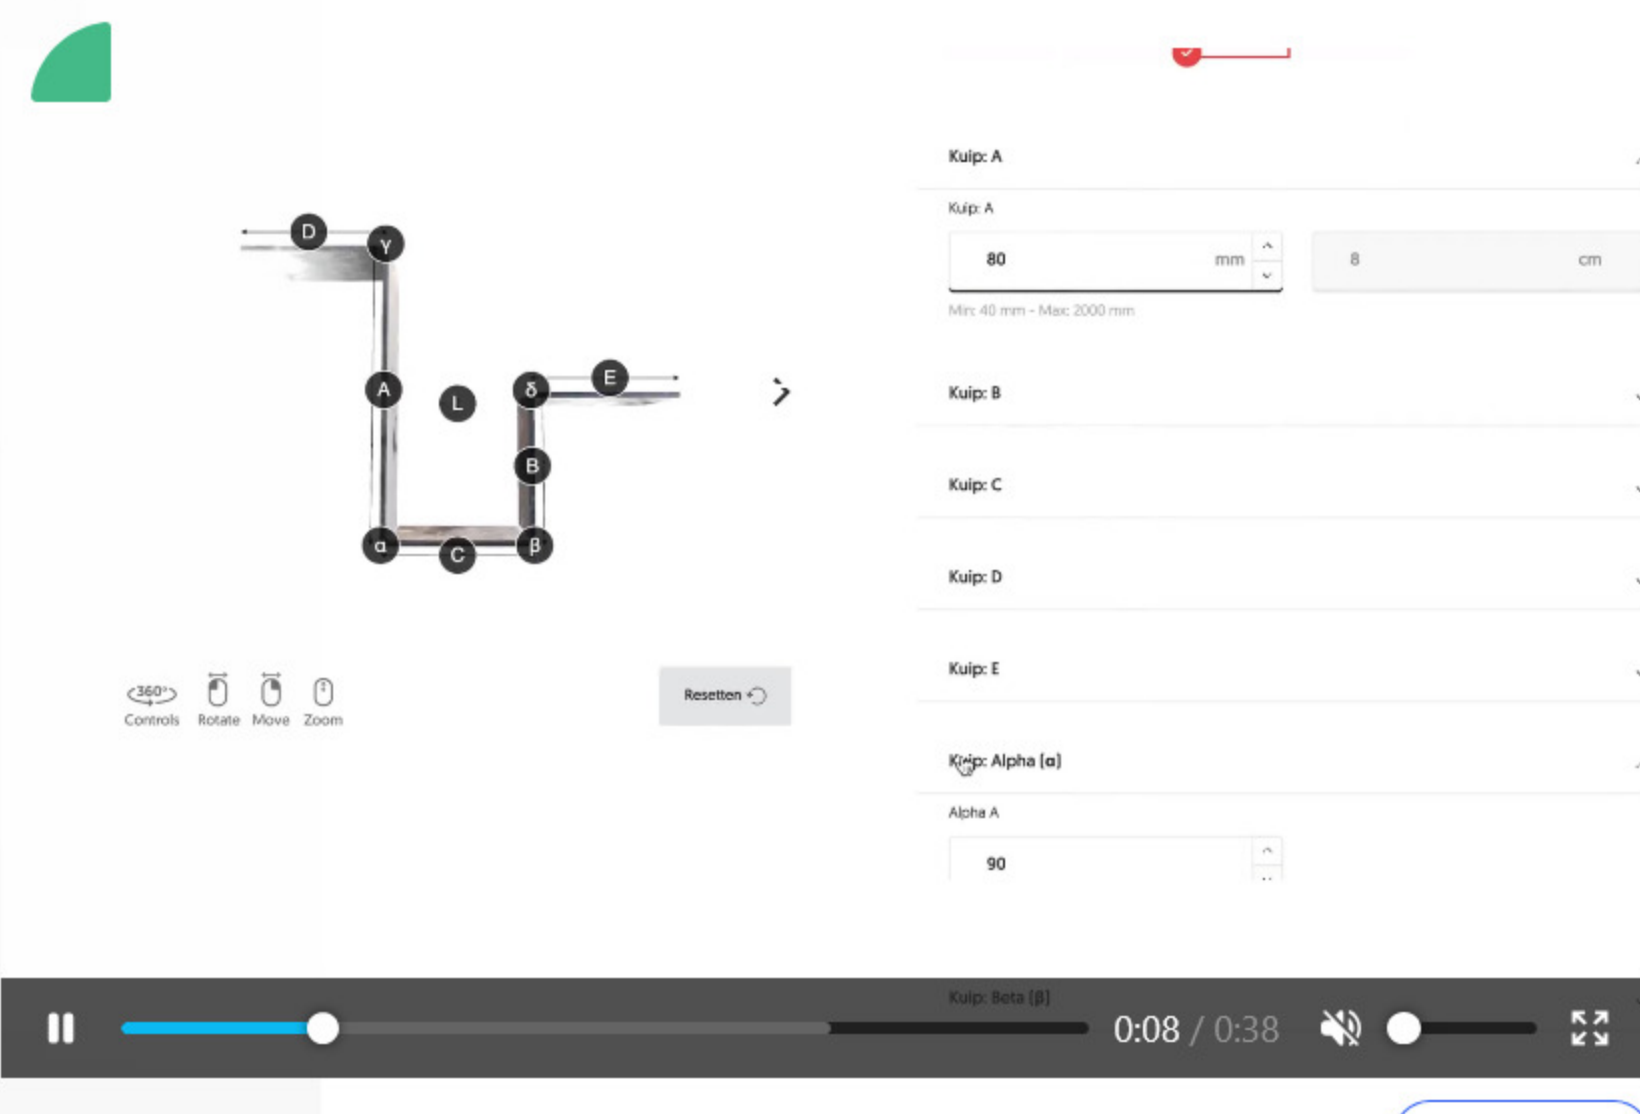 Kuip: A
Kuip: A
80 mm
8 cm
Min: 40 mm - Max: 2000 mm
Kuip: B
Kuip: C
Kuip: D
Kuip: E
Kuip: Alpha (α)
Alpha A
90
Kuip: Beta (β)
D
γ
A
L
δ
E
B
α
C
β
360°
Controls
Rotate
Move
Zoom
Resetten
0:08 / 0:38